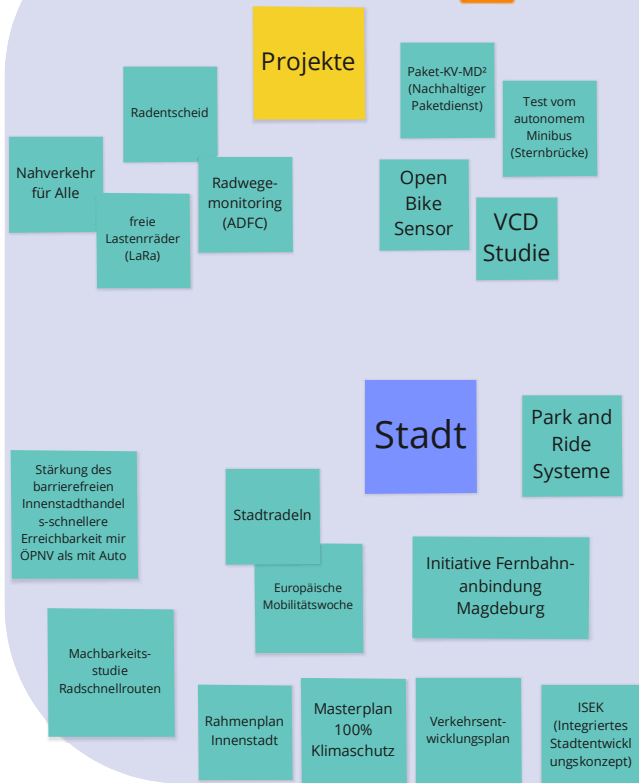 Projekte
Paket-KV-MD²
(Nachhaltiger
Paketdienst)
Test vom
autonomem
Minibus
(Sternbrücke)
Radentscheid
Nahverkehr
für Alle
Radwege-
monitoring
(ADFC)
freie
Lastenrräder
(LaRa)
Open
Bike
Sensor
VCD
Studie
Stadt
Park and
Ride
Systeme
Stärkung des
barrierefreien
Innenstadthandel
s-schnellere
Erreichbarkeit mir
ÖPNV als mit Auto
Stadtradeln
Europäische
Mobilitätswoche
Initiative Fernbahn-
anbindung
Magdeburg
Machbarkeits-
studie
Radschnellrouten
Rahmenplan
Innenstadt
Masterplan
100%
Klimaschutz
Verkehrsent-
wicklungsplan
ISEK
(Integriertes
Stadtentwickl
ungskonzept)